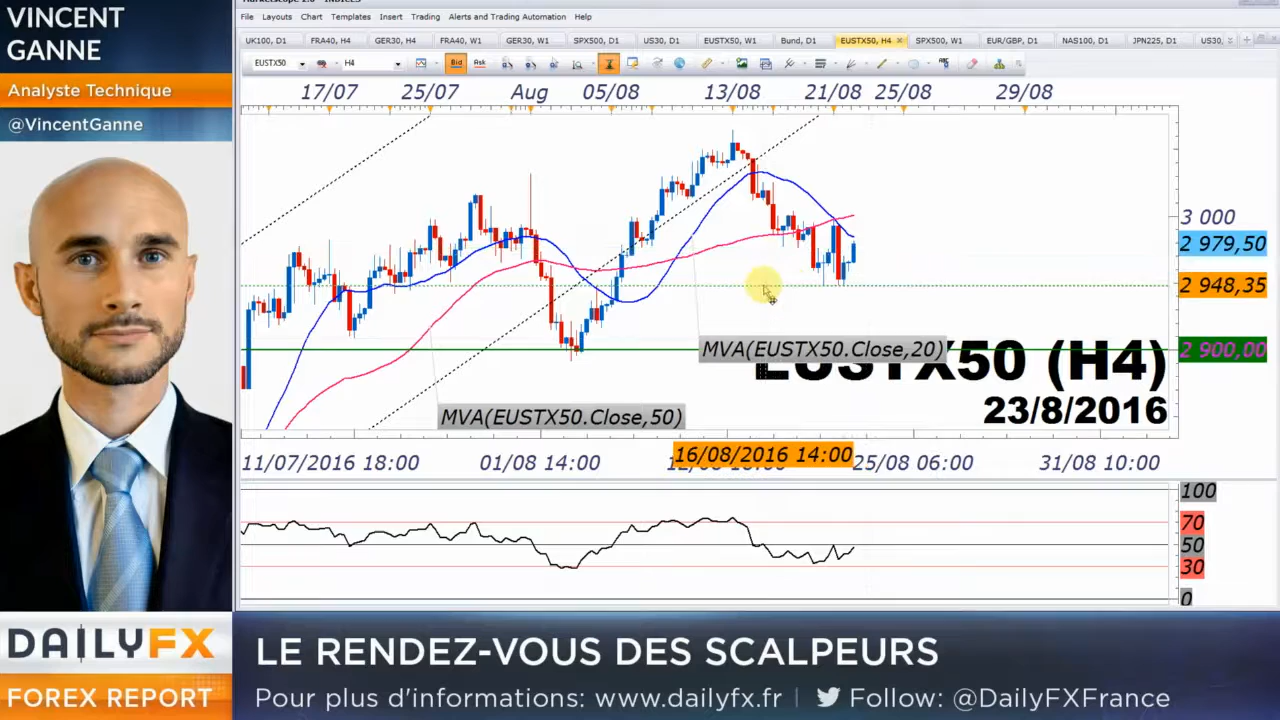 VINCENT
GANNE
Analyste Technique
@VincentGanne
File Layouts Chart Templates Insert Trading Alerts and Trading Automation Help
UK100, D1 FRA40, H4 GER30, H4 FRA40, W1 GER30, W1 SPX500, D1 US30, D1 EUSTX50, W1 Bund, D1 EUSTX50, H4 SPX500, W1 EUR/GBP, D1 NAS100, D1 JPN225, D1 US30,
EUSTX50 H4 Bid Ask
17/07 25/07 Aug 05/08 13/08 21/08 25/08 29/08
3 000
2 979,50
2 948,35
2 900,00
MVA(EUSTX50.Close,20)
EUSTX50 (H4)
MVA(EUSTX50.Close,50)
23/8/2016
16/08/2016 14:00
11/07/2016 18:00 01/08 14:00 25/08 06:00 31/08 10:00
100
70
50
30
0
DAILYFX
FOREX REPORT
LE RENDEZ-VOUS DES SCALPEURS
Pour plus d'informations: www.dailyfx.fr | Follow: @DailyFXFrance